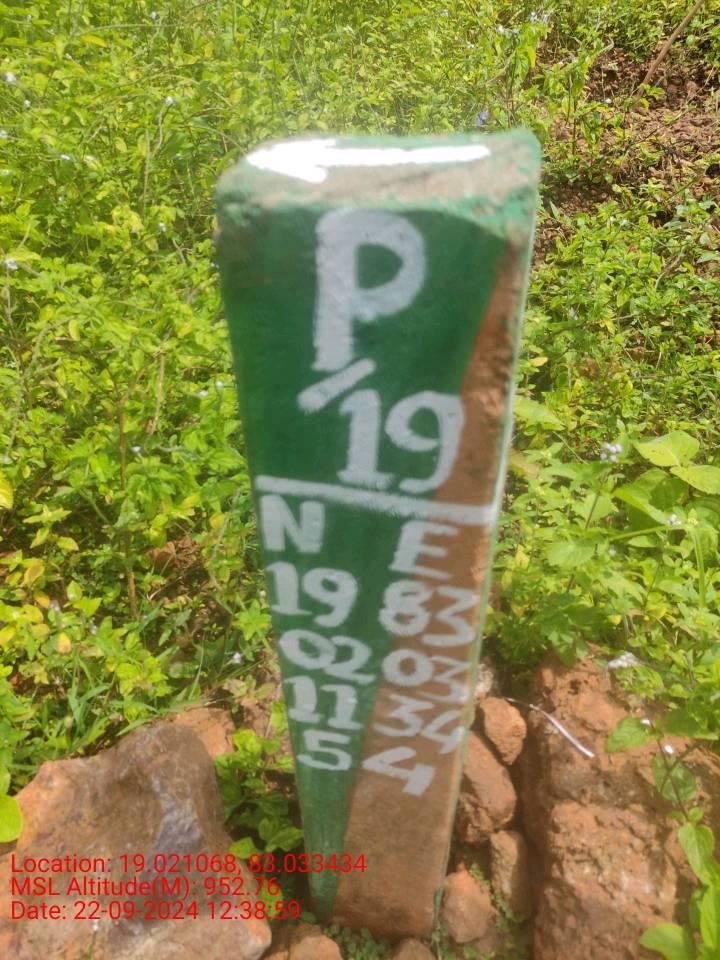 P
/19
N E
19 83
02 03
11 34
5 4
Location: 19.021068, 83.033434
MSL Altitude(M): 952.76
Date: 22-09-2024 12:38:59